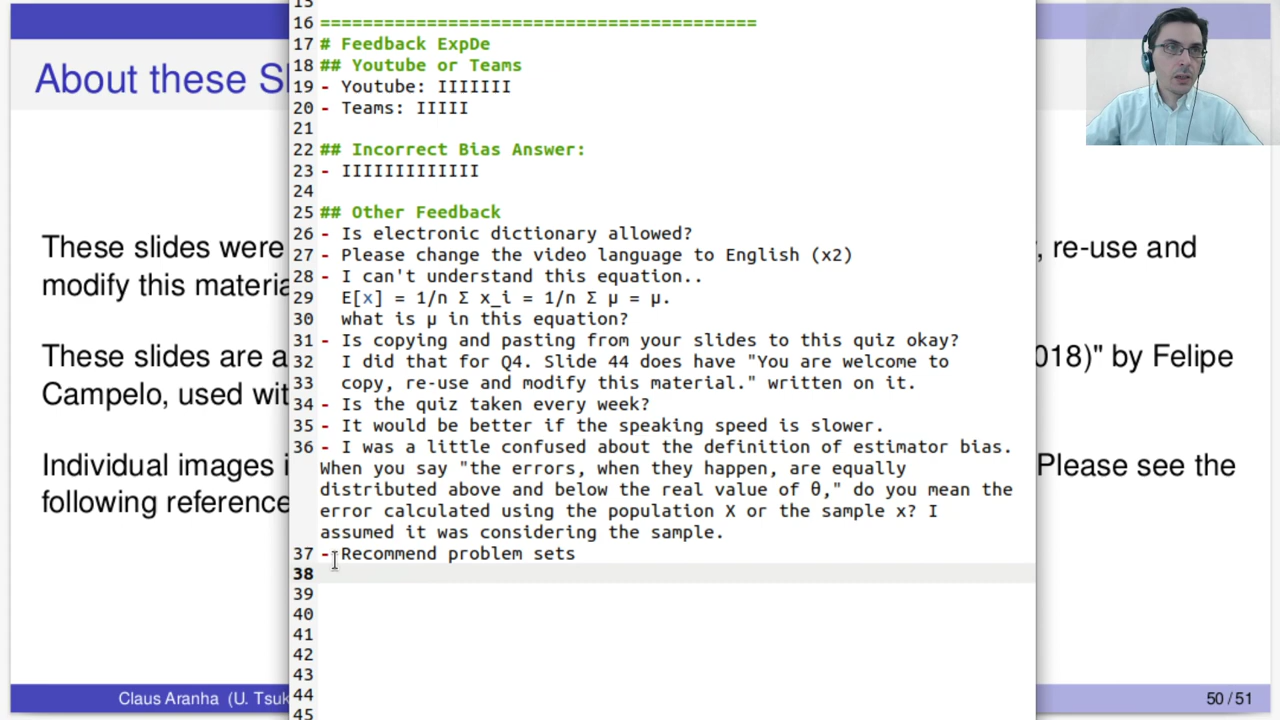 15
16 =========================================
17 # Feedback ExpDe
18 ## Youtube or Teams
19 - Youtube: IIIIIII
20 - Teams: IIIII
21
22 ## Incorrect Bias Answer:
23 - IIIIIIIIIIIII
24
25 ## Other Feedback
26 - Is electronic dictionary allowed?
27 - Please change the video language to English (x2)
28 - I can't understand this equation..
29 E[x] = 1/n Σ x_i = 1/n Σ μ = μ.
30 what is μ in this equation?
31 - Is copying and pasting from your slides to this quiz okay?
32 I did that for Q4. Slide 44 does have "You are welcome to
33 copy, re-use and modify this material." written on it.
34 - Is the quiz taken every week?
35 - It would be better if the speaking speed is slower.
36 - I was a little confused about the definition of estimator bias.
When you say "the errors, when they happen, are equally
distributed above and below the real value of θ," do you mean the
error calculated using the population X or the sample x? I
assumed it was considering the sample.
37 - Recommend problem sets
38
39
40
41
42
43
44
45
About these Sl
These slides were
, re-use and
modify this materia
These slides are a
018)" by Felipe
Campelo, used wit
Individual images i
Please see the
following reference
Claus Aranha (U. Tsuk
50 / 51